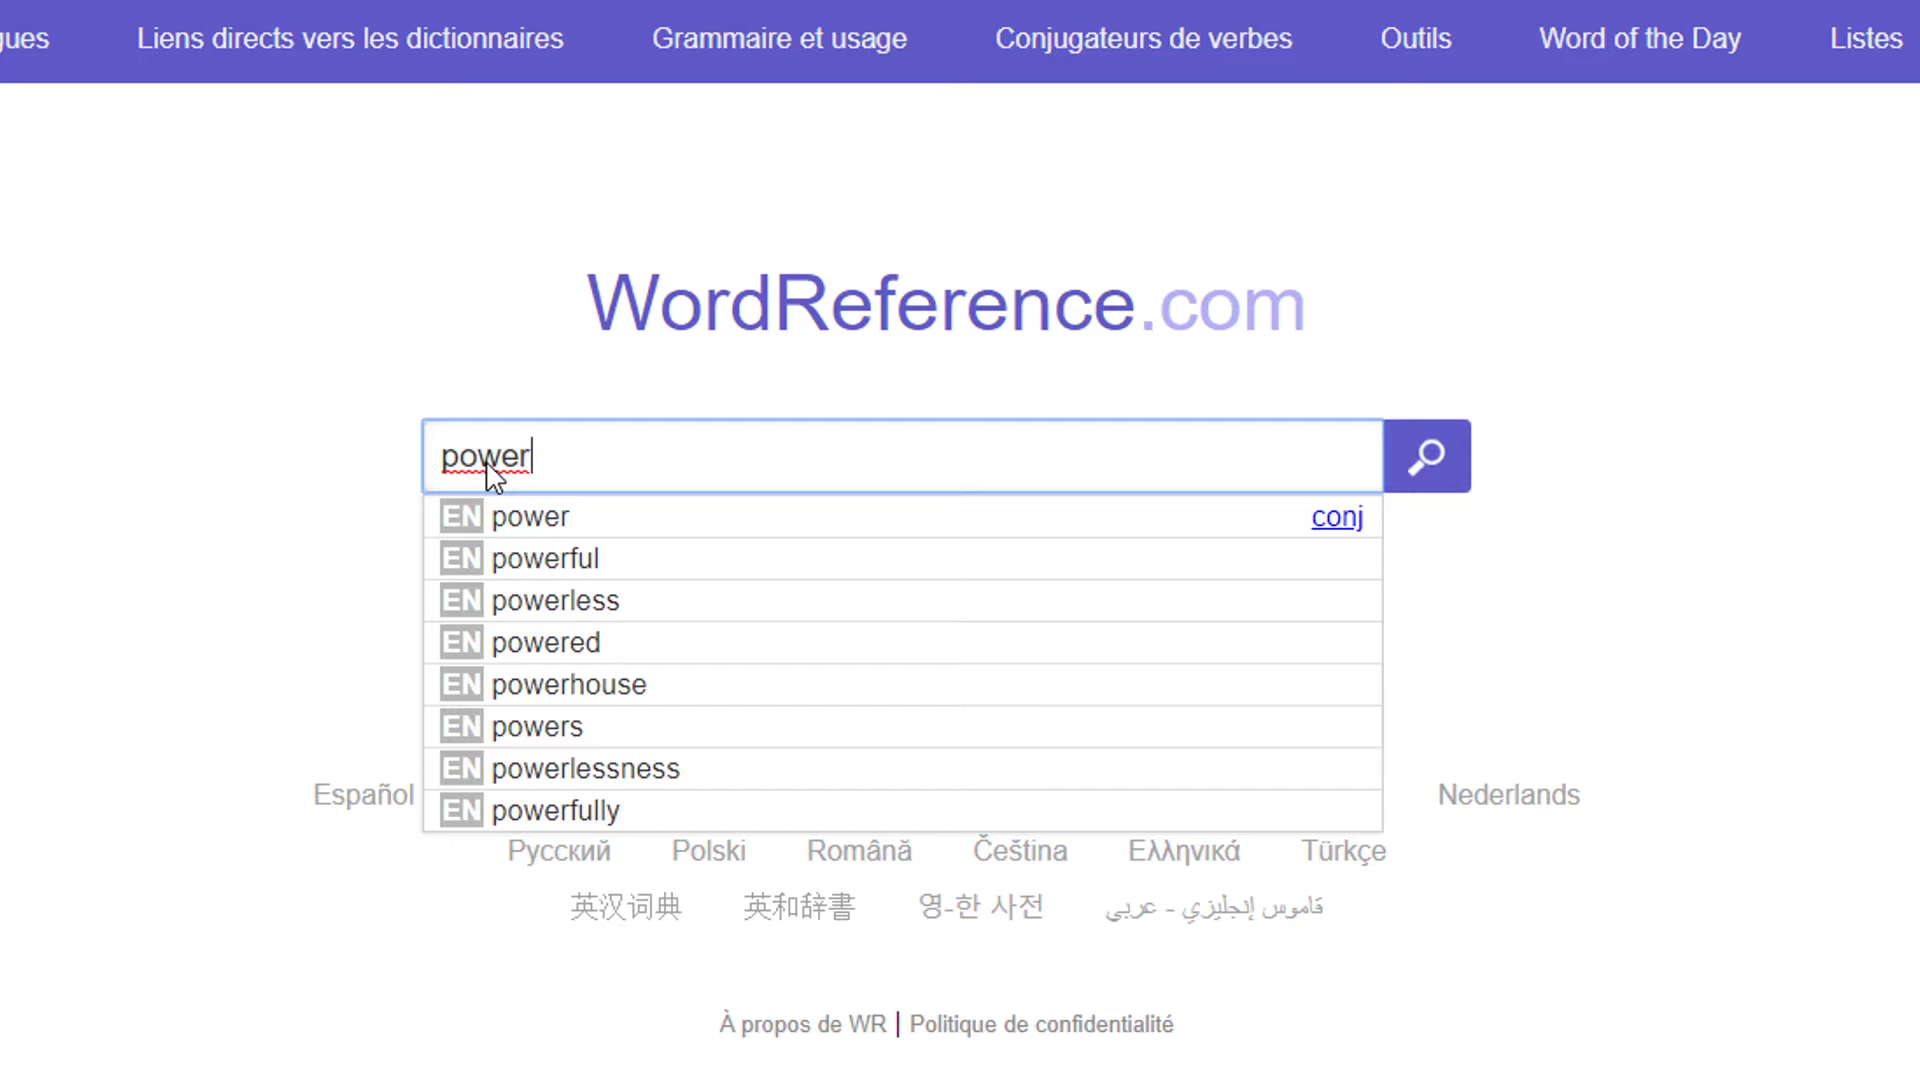 Liens directs vers les dictionnaires Grammaire et usage Conjugateurs de verbes Outils Word of the Day Listes
WordReference.com
power
EN power conj
EN powerful
EN powerless
EN powered
EN powerhouse
EN powers
EN powerlessness
EN powerfully
Español Nederlands
Русский Polski Română Čeština Ελληνικά Türkçe
英汉词典 英和辞書 영-한 사전 قاموس إنجليزي - عربي
À propos de WR | Politique de confidentialité